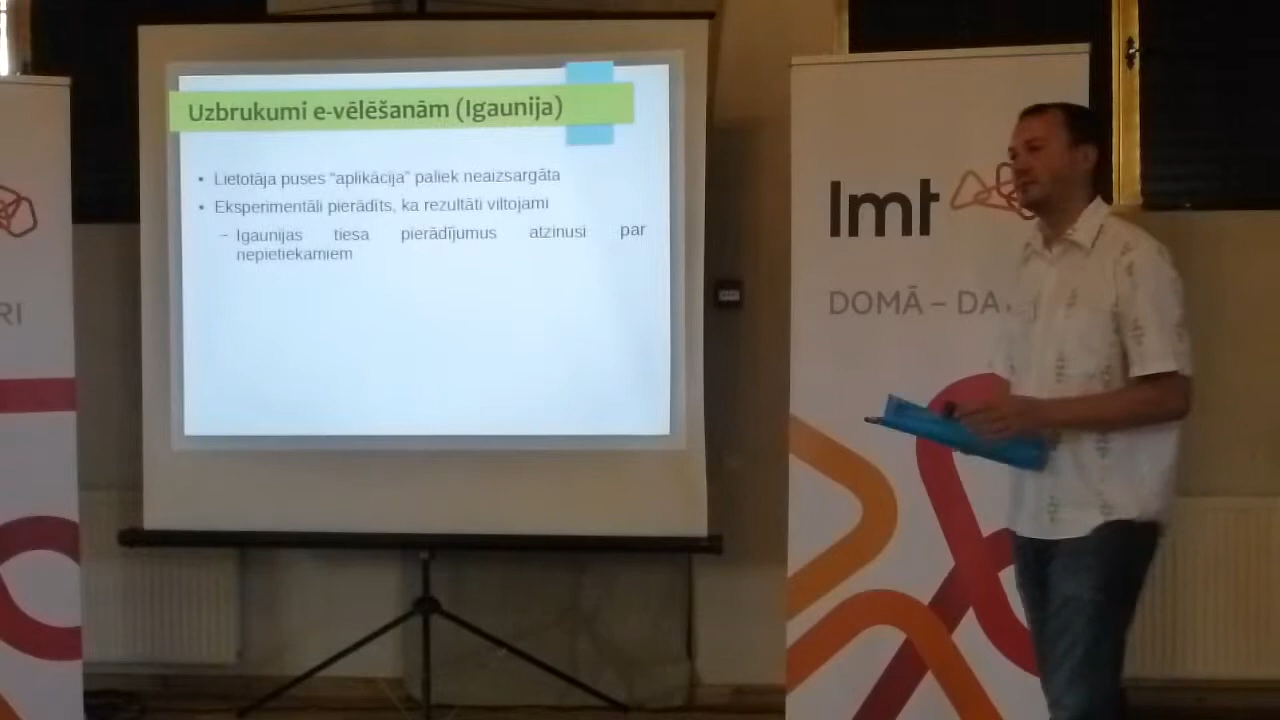 Uzbrukumi e-vēlēšanām (Igaunija)
• Lietotāja puses “aplikācija” paliek neaizsargāta
• Eksperimentāli pierādīts, ka rezultāti viltojami
– Igaunijas tiesa pierādījumus atzinusi par
nepietiekamiem
lmt
DOMĀ – DA
RI